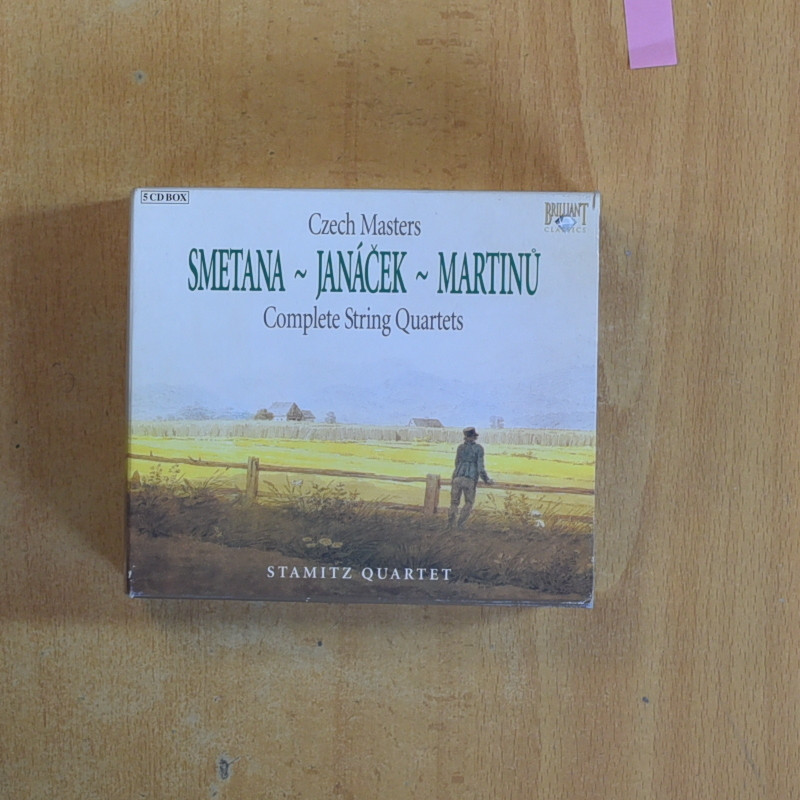 5 CD BOX
BRILLIANT
CLASSICS
Czech Masters
SMETANA ~ JANÁČEK ~ MARTINŮ
Complete String Quartets
STAMITZ QUARTET